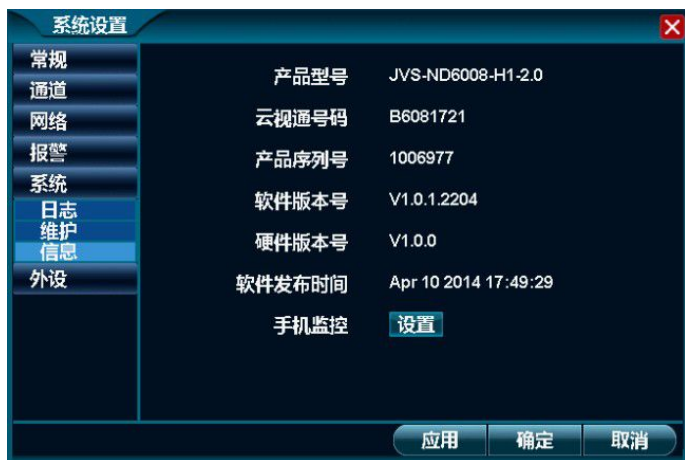 系统设置
常规
通道
网络
报警
系统
日志
维护
信息
外设
产品型号 JVS-ND6008-H1-2.0
云视通号码 B6081721
产品序列号 1006977
软件版本号 V1.0.1.2204
硬件版本号 V1.0.0
软件发布时间 Apr 10 2014 17:49:29
手机监控 设置
应用 确定 取消